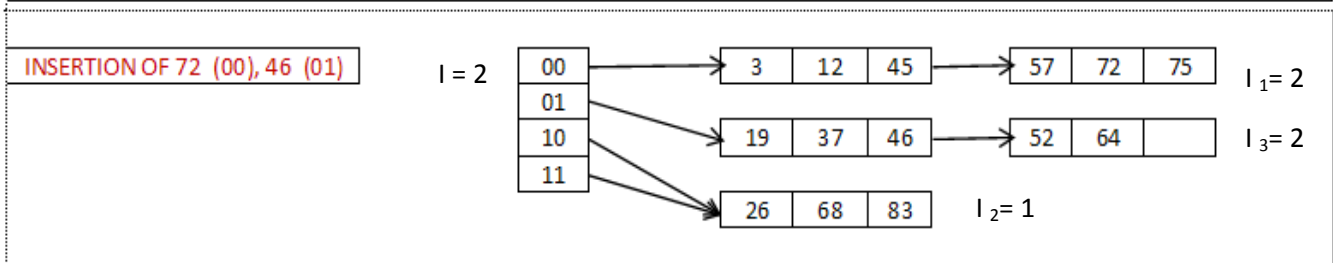 INSERTION OF 72 (00), 46 (01)
I = 2
00 3 12 45 57 72 75 I 1= 2
01
10 19 37 46 52 64 I 3= 2
11
26 68 83 I 2= 1